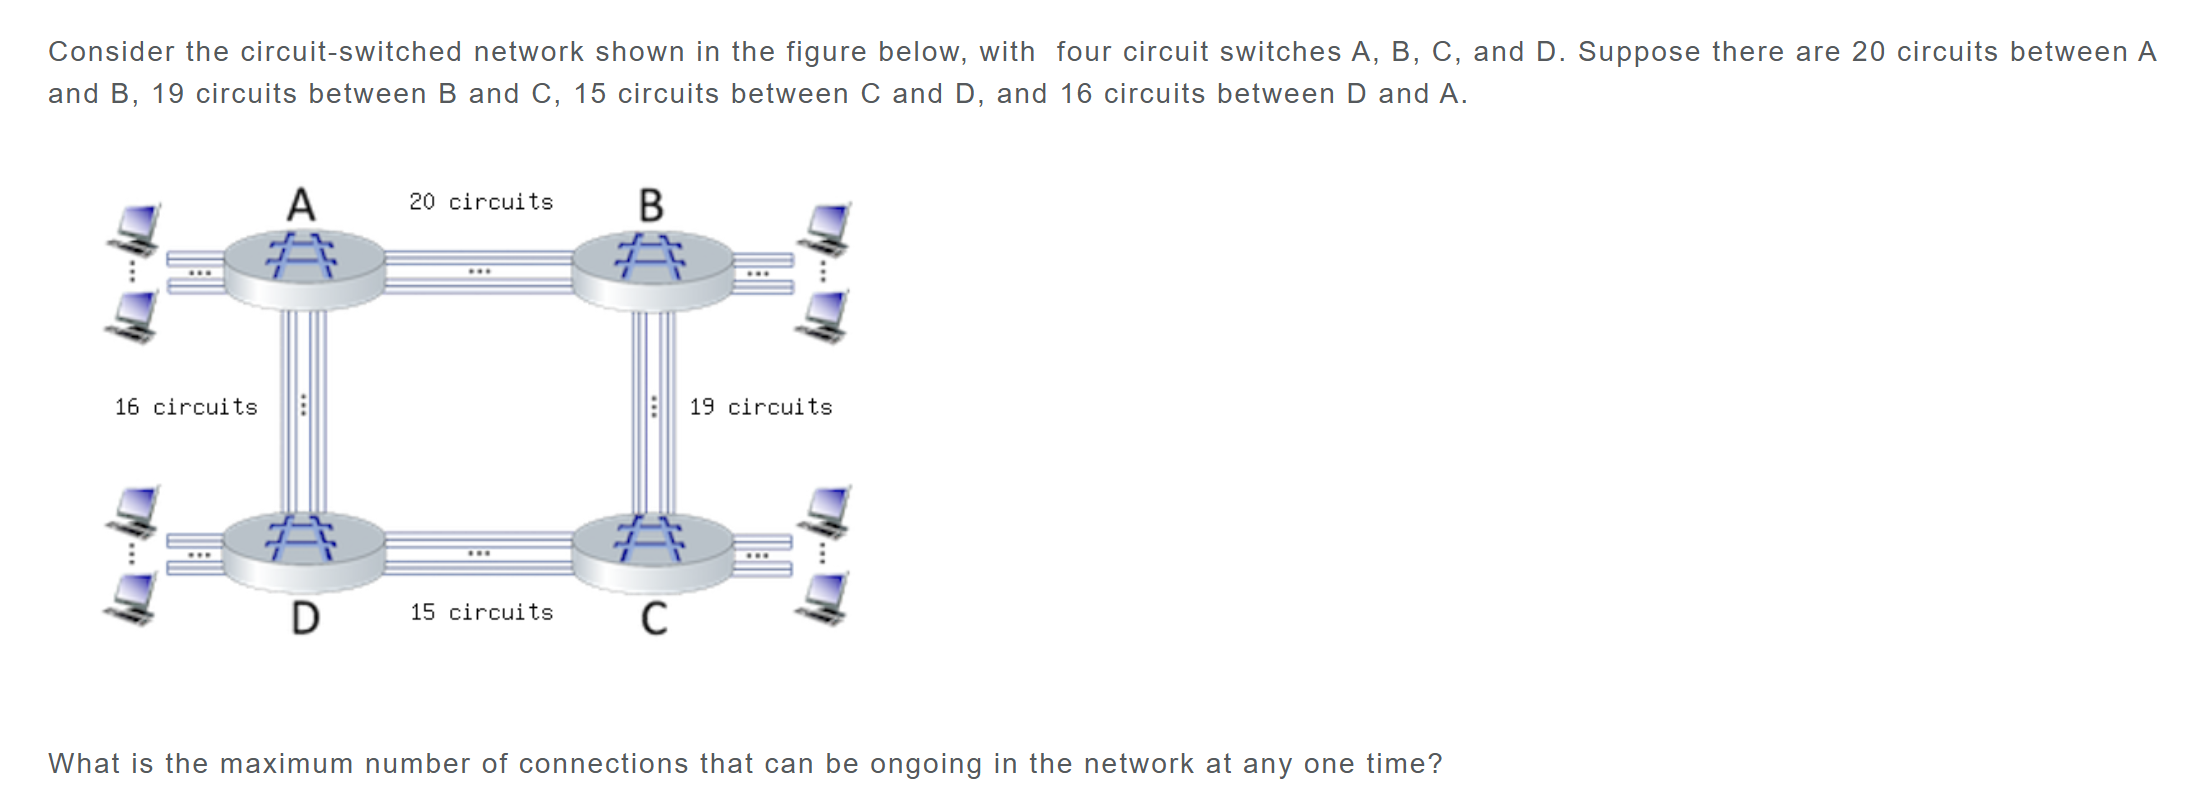 Consider the circuit-switched network shown in the figure below, with  four circuit switches A, B, C, and D. Suppose there are 20 circuits between A
and B, 19 circuits between B and C, 15 circuits between C and D, and 16 circuits between D and A.
A
20 circuits
B
16 circuits
19 circuits
D
15 circuits
C
What is the maximum number of connections that can be ongoing in the network at any one time?